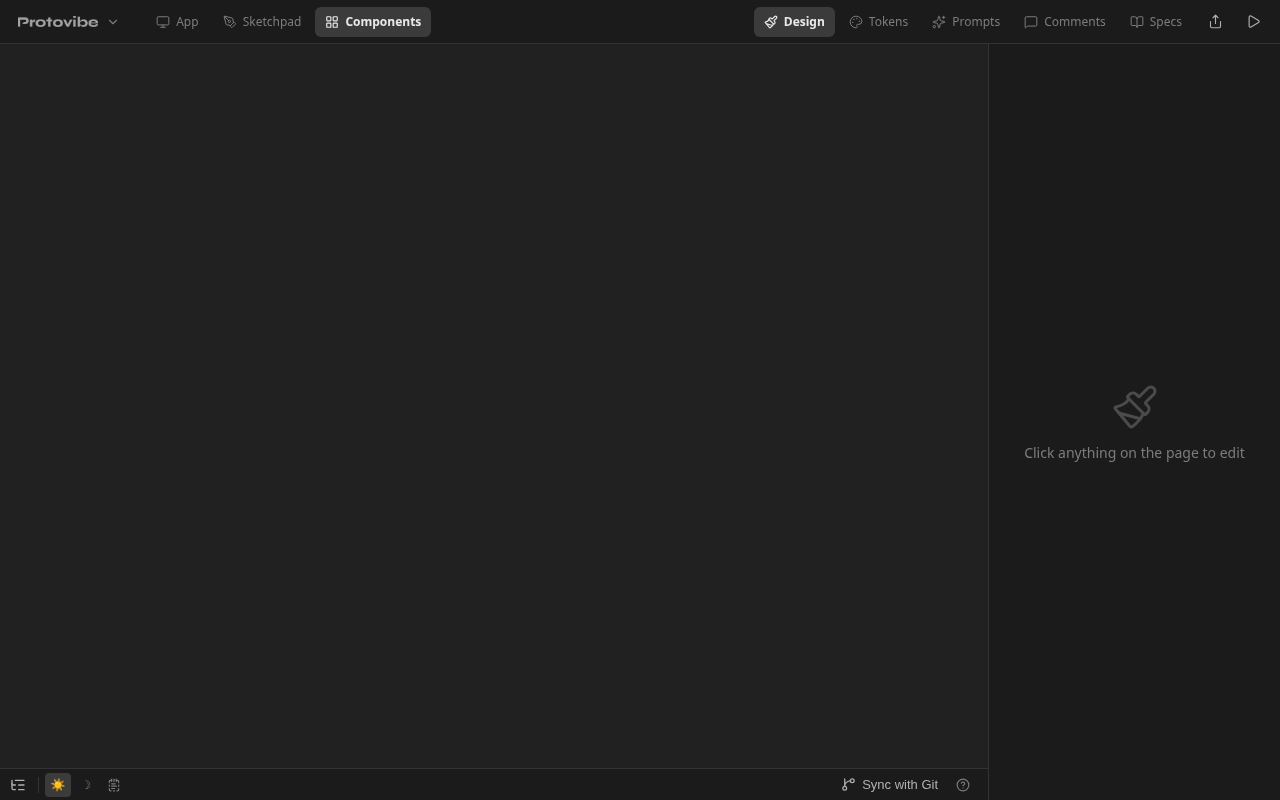 Protovibe
App
Sketchpad
Components
Design
Tokens
Prompts
Comments
Specs
Click anything on the page to edit
Sync with Git